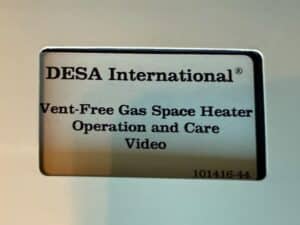 DESA International®
Vent-Free Gas Space Heater
Operation and Care
Video
101416-44